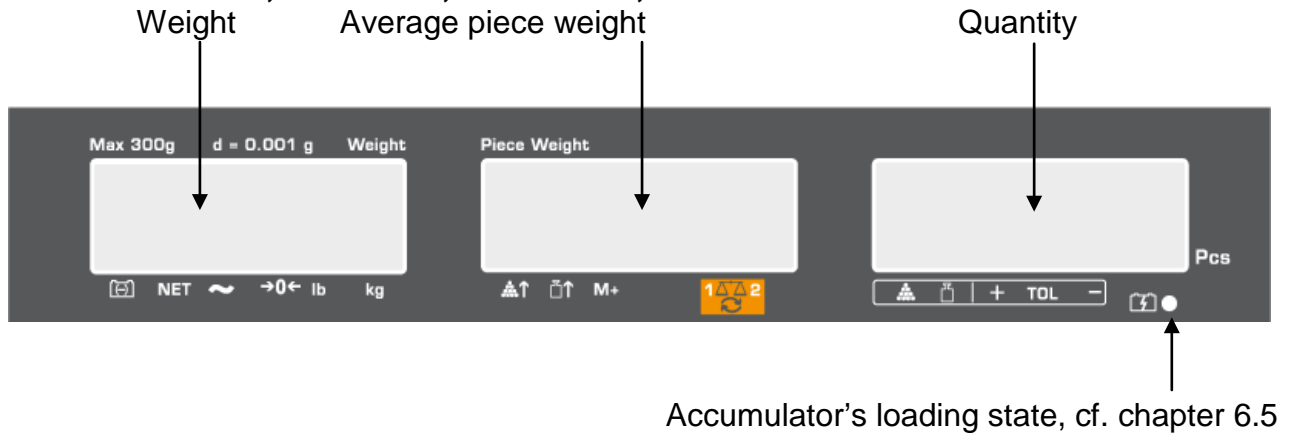 Weight Average piece weight Quantity
Max 300g d = 0.001 g Weight Piece Weight
Pcs
NET →0← lb kg M+ 1 2 + TOL −
Accumulator's loading state, cf. chapter 6.5